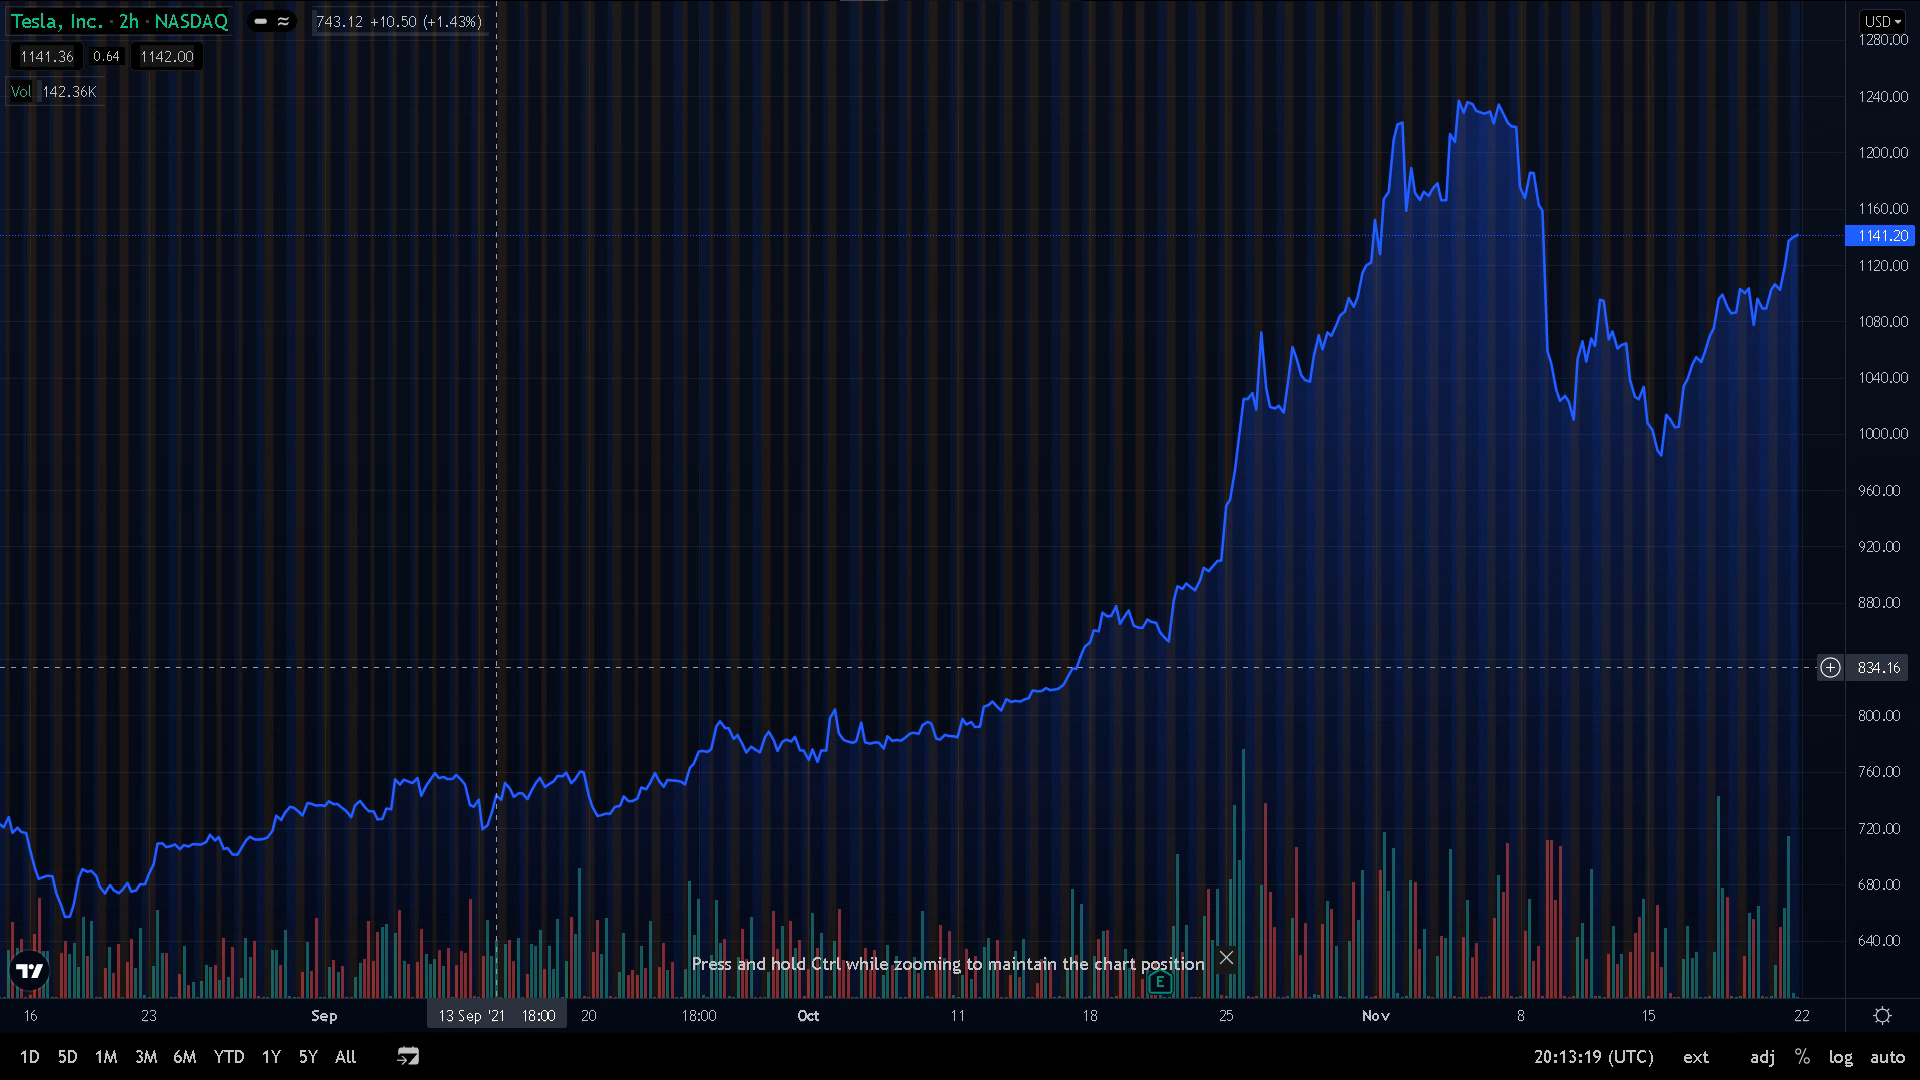 Tesla, Inc. · 2h · NASDAQ 743.12 +10.50 (+1.43%) USD
1141.36 0.64 1142.00
Vol 142.36K
1280.00
1240.00
1200.00
1160.00
1141.20
1120.00
1080.00
1040.00
1000.00
960.00
920.00
880.00
834.16
800.00
760.00
720.00
680.00
640.00
Press and hold Ctrl while zooming to maintain the chart position
E
16 23 Sep 13 Sep '21 18:00 20 18:00 Oct 11 18 25 Nov 8 15 22
1D 5D 1M 3M 6M YTD 1Y 5Y All 20:13:19 (UTC) ext adj % log auto